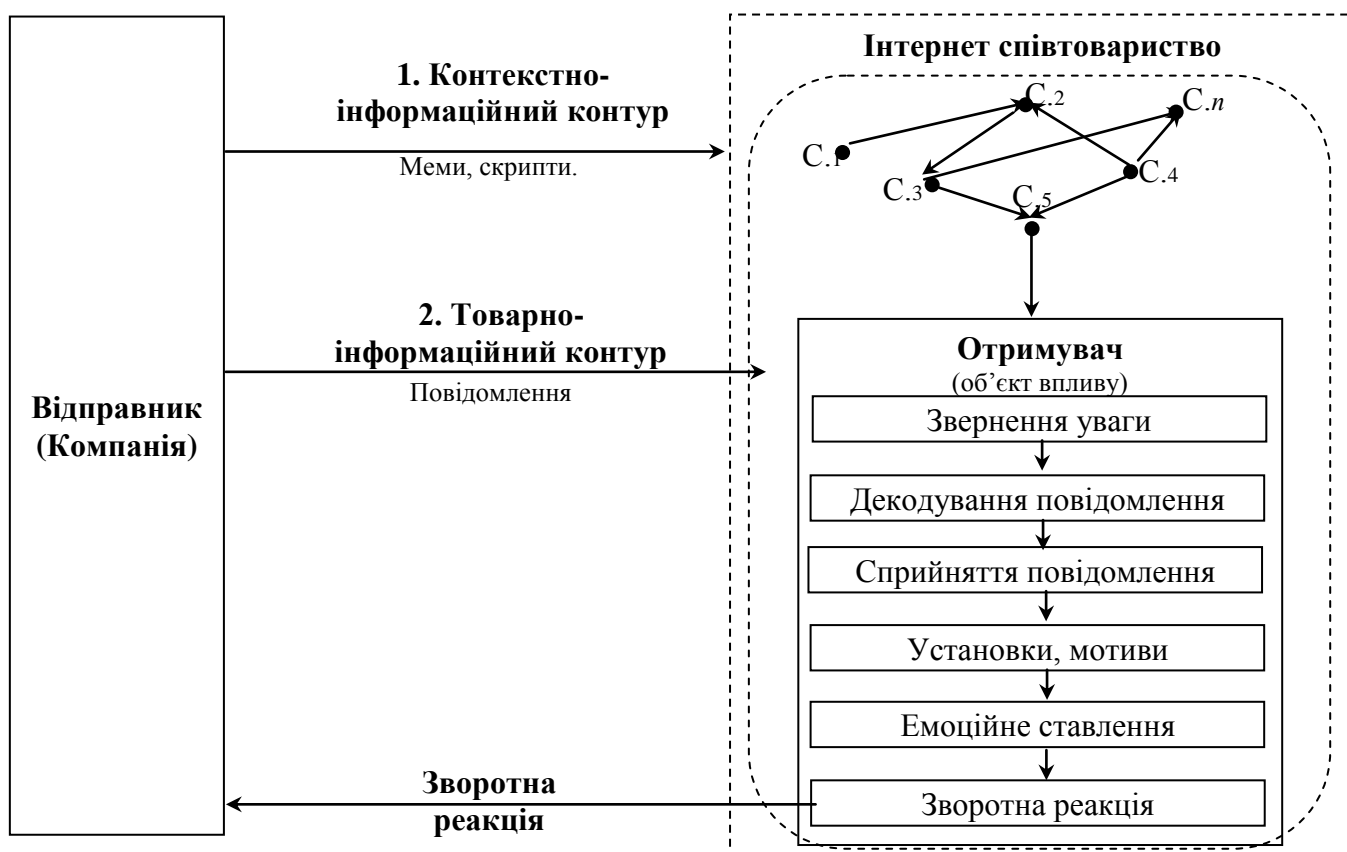 Відправник
(Компанія)
1. Контекстно-
інформаційний контур
Меми, скрипти.
2. Товарно-
інформаційний контур
Повідомлення
Зворотна
реакція
Інтернет співтовариство
С.2
С.n
С.1
С.3
С.4
С.5
Отримувач
(об’єкт впливу)
Звернення уваги
Декодування повідомлення
Сприйняття повідомлення
Установки, мотиви
Емоційне ставлення
Зворотна реакція